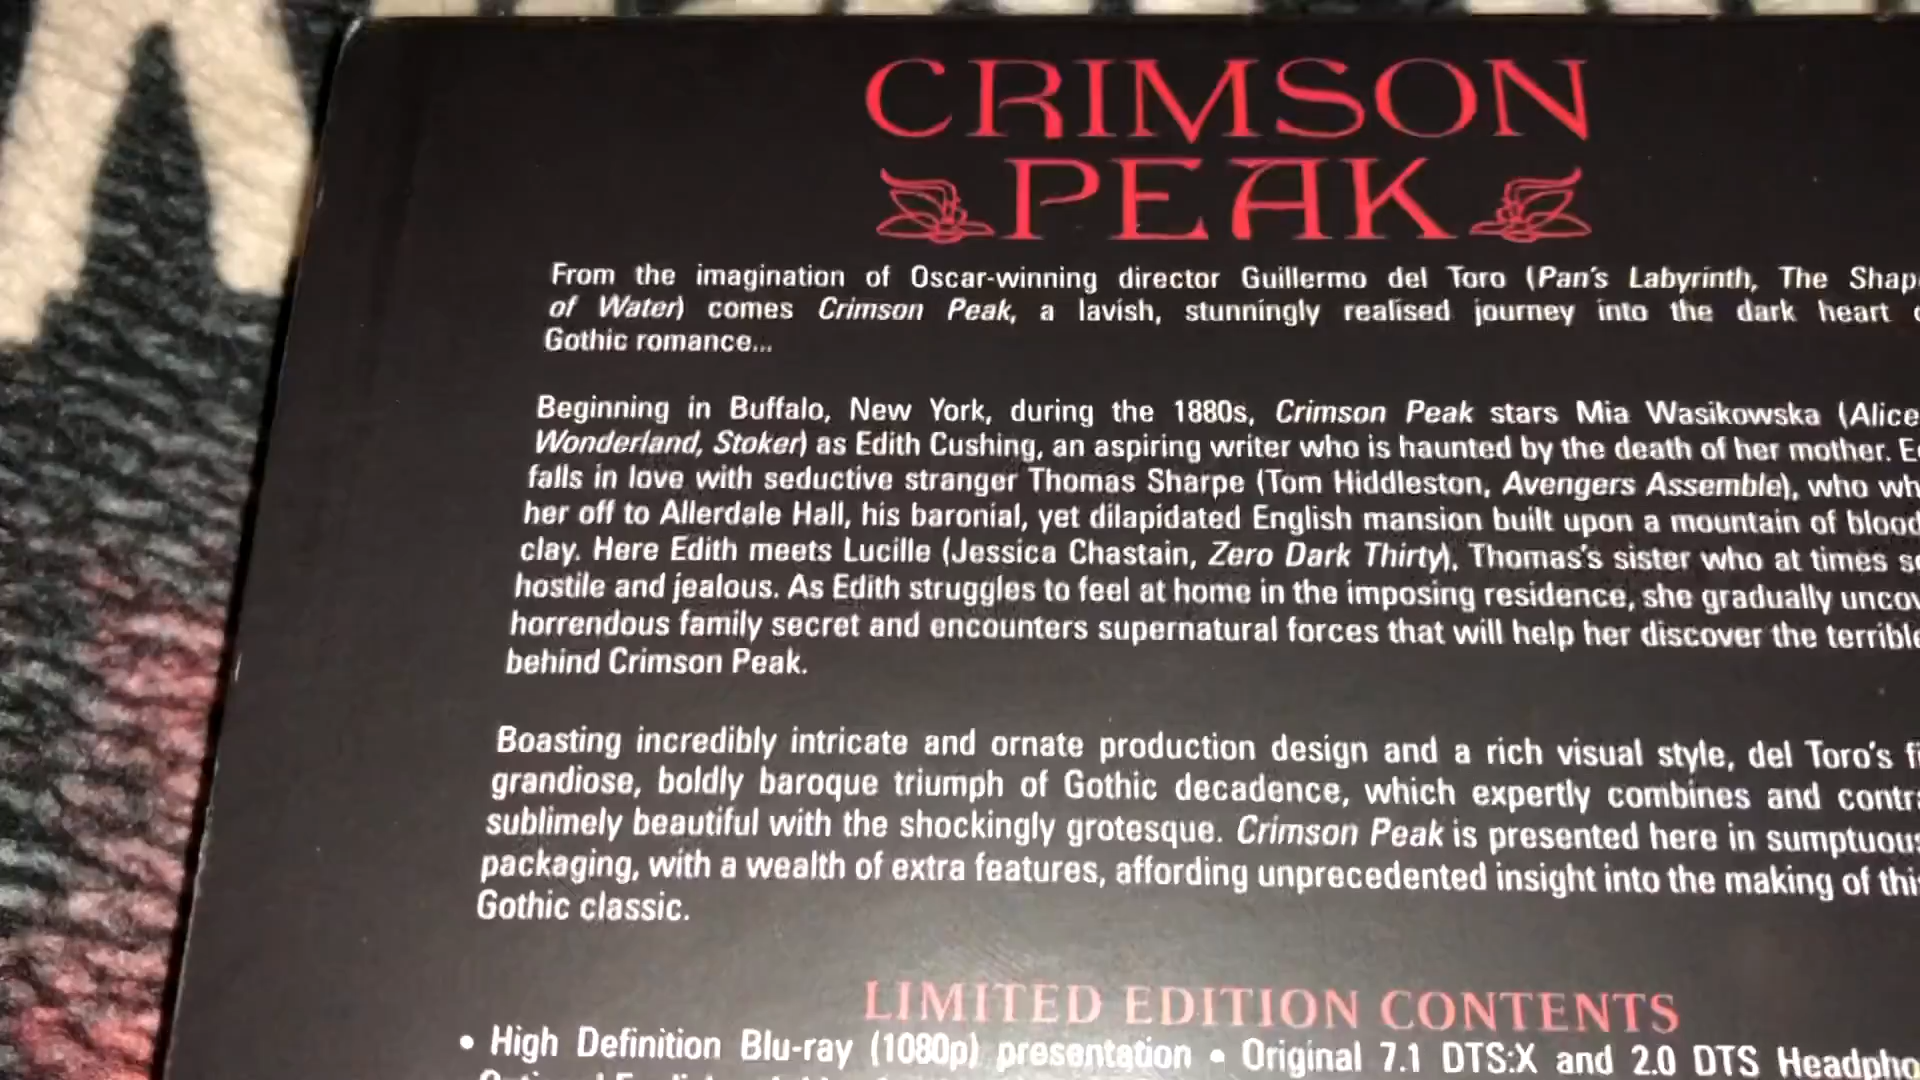 CRIMSON
PEAK
From the imagination of Oscar-winning director Guillermo del Toro (Pan's Labyrinth, The Shap
of Water) comes Crimson Peak, a lavish, stunningly realised journey into the dark heart
Gothic romance...
Beginning in Buffalo, New York, during the 1880s, Crimson Peak stars Mia Wasikowska (Alice
Wonderland, Stoker) as Edith Cushing, an aspiring writer who is haunted by the death of her mother.
falls in love with seductive stranger Thomas Sharpe (Tom Hiddleston, Avengers Assemble), who wh
her off to Allerdale Hall, his baronial, yet dilapidated English mansion built upon a mountain of blood
clay. Here Edith meets Lucille (Jessica Chastain, Zero Dark Thirty), Thomas's sister who at times
hostile and jealous. As Edith struggles to feel at home in the imposing residence, she gradually uncov
horrendous family secret and encounters supernatural forces that will help her discover the terrible
behind Crimson Peak.
Boasting incredibly intricate and ornate production design and a rich visual style, del Toro's
grandiose, boldly baroque triumph of Gothic decadence, which expertly combines and contr
sublimely beautiful with the shockingly grotesque. Crimson Peak is presented here in sumptuous
packaging, with a wealth of extra features, affording unprecedented insight into the making of this
Gothic classic.
LIMITED EDITION CONTENTS
• High Definition Blu-ray (1080p) presentation • Original 7.1 DTS:X and 2.0 DTS Headpho